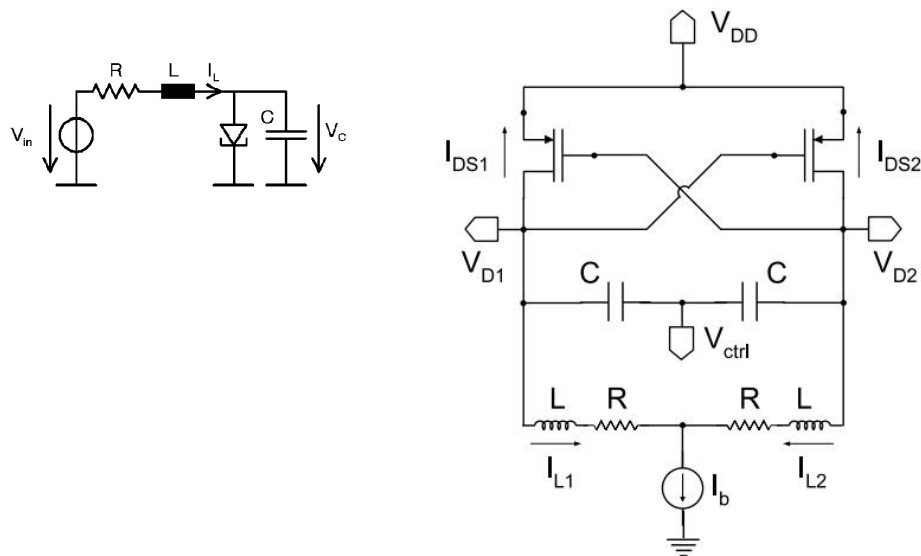 R L I_L
V_in C V_C
V_DD
I_DS1 I_DS2
V_D1 V_D2
C C
V_ctrl
L R R L
I_L1 I_L2
I_b